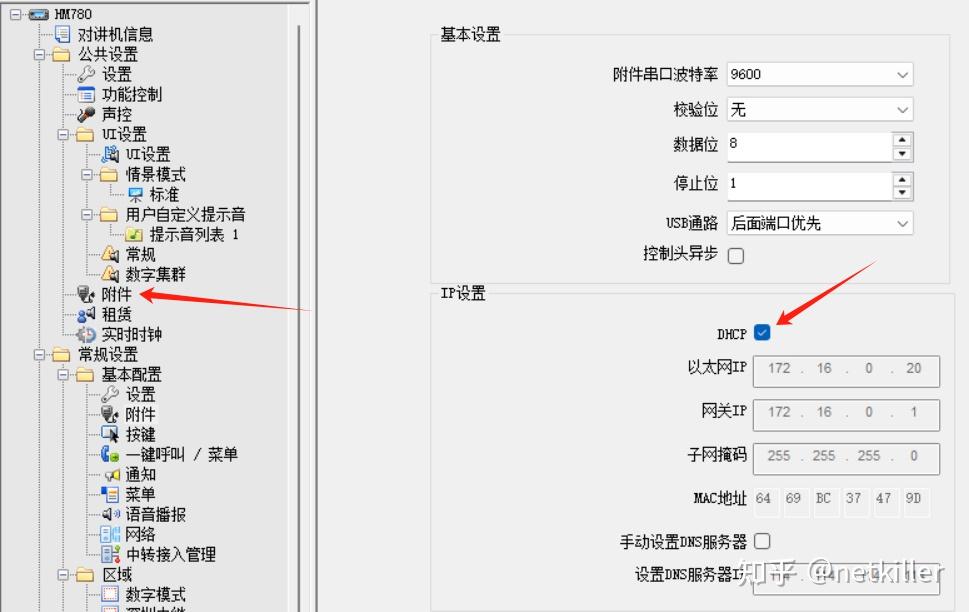 HM780
对讲机信息
公共设置
设置
功能控制
声控
UI设置
UI设置
情景模式
标准
用户自定义提示音
提示音列表 1
常规
数字集群
附件
租赁
实时时钟
常规设置
基本配置
设置
附件
按键
一键呼叫 / 菜单
通知
菜单
语音播报
网络
中转接入管理
区域
数字模式
基本设置
附件串口波特率 9600
校验位 无
数据位 8
停止位 1
USB通路 后面端口优先
控制头异步
IP设置
DHCP
以太网IP 172 . 16 . 0 . 20
网关IP 172 . 16 . 0 . 1
子网掩码 255 . 255 . 255 . 0
MAC地址 64 69 BC 37 47 9D
手动设置DNS服务器
设置DNS服务器I
知乎 @netkiller